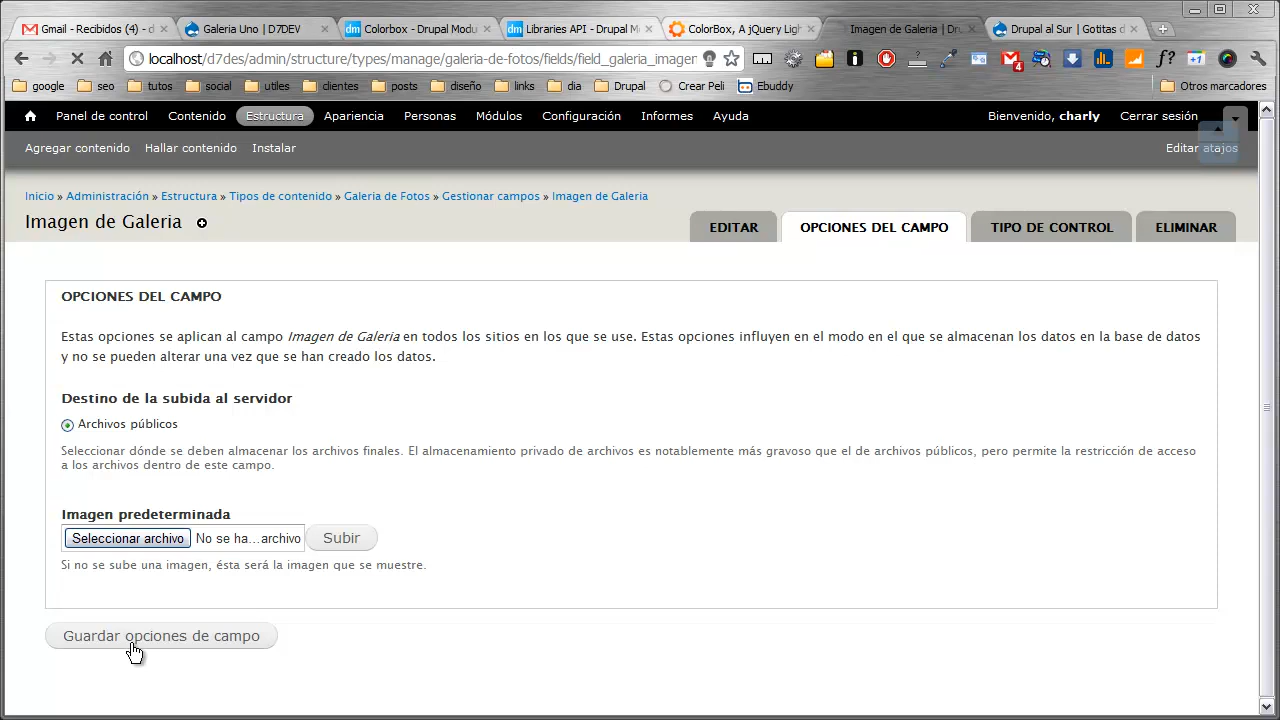 Gmail - Recibidos (4) - d
Galeria Uno | D7DEV
Colorbox - Drupal Modu
Libraries API - Drupal M
ColorBox, A jQuery Ligh
Imagen de Galeria | Dru
Drupal al Sur | Gotitas d
localhost/d7des/admin/structure/types/manage/galeria-de-fotos/fields/field_galeria_imagen
google
seo
tutos
social
utiles
clientes
posts
diseño
links
dia
Drupal
Crear Peli
Ebuddy
Otros marcadores
Panel de control
Contenido
Estructura
Apariencia
Personas
Módulos
Configuración
Informes
Ayuda
Bienvenido, charly
Cerrar sesión
Agregar contenido
Hallar contenido
Instalar
Editar atajos
Inicio » Administración » Estructura » Tipos de contenido » Galeria de Fotos » Gestionar campos » Imagen de Galeria
Imagen de Galeria
EDITAR
OPCIONES DEL CAMPO
TIPO DE CONTROL
ELIMINAR
OPCIONES DEL CAMPO
Estas opciones se aplican al campo Imagen de Galeria en todos los sitios en los que se use. Estas opciones influyen en el modo en el que se almacenan los datos en la base de datos
y no se pueden alterar una vez que se han creado los datos.
Destino de la subida al servidor
Archivos públicos
Seleccionar dónde se deben almacenar los archivos finales. El almacenamiento privado de archivos es notablemente más gravoso que el de archivos públicos, pero permite la restricción de acceso
a los archivos dentro de este campo.
Imagen predeterminada
Seleccionar archivo
No se ha...archivo
Subir
Si no se sube una imagen, ésta será la imagen que se muestre.
Guardar opciones de campo